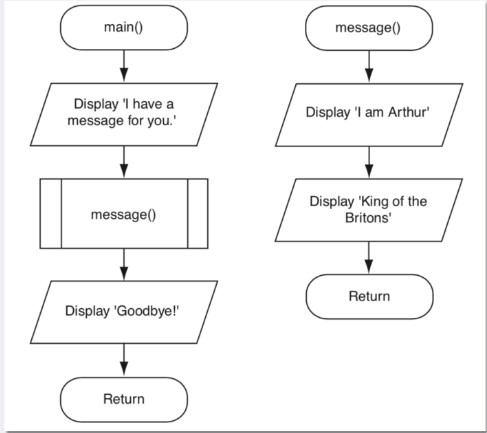 main()
Display 'I have a
message for you.'
message()
Display 'Goodbye!'
Return
message()
Display 'I am Arthur'
Display 'King of the
Britons'
Return